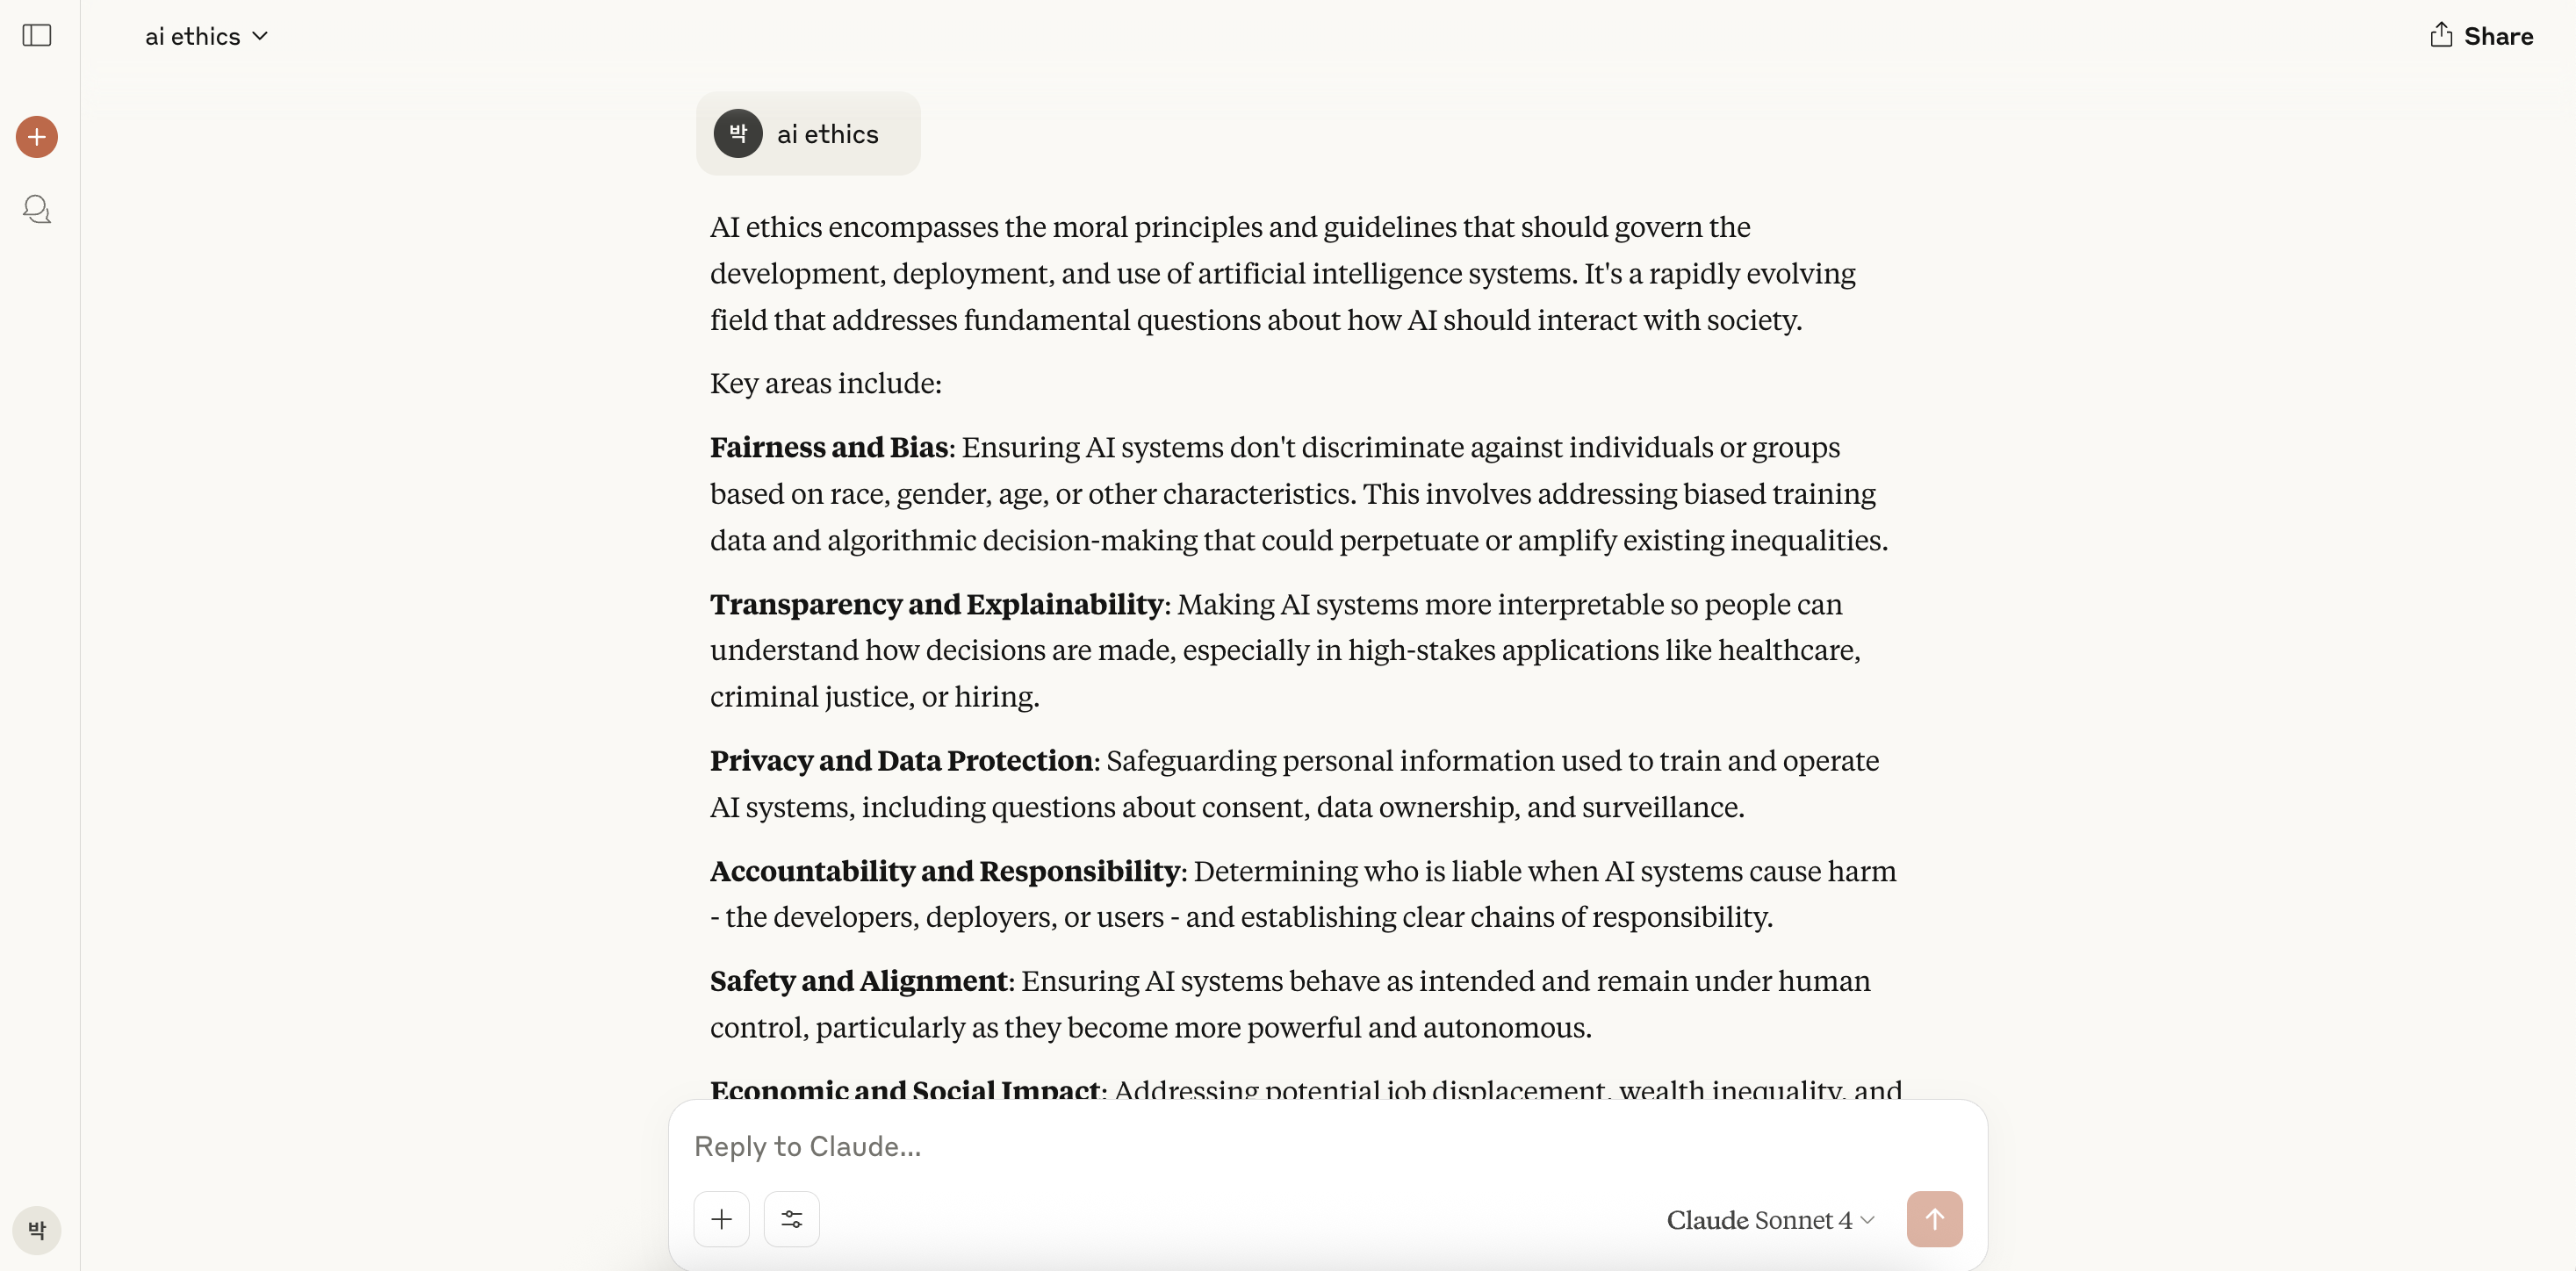 ai ethics
Share
박
ai ethics
AI ethics encompasses the moral principles and guidelines that should govern the
development, deployment, and use of artificial intelligence systems. It's a rapidly evolving
field that addresses fundamental questions about how AI should interact with society.
Key areas include:
Fairness and Bias: Ensuring AI systems don't discriminate against individuals or groups
based on race, gender, age, or other characteristics. This involves addressing biased training
data and algorithmic decision-making that could perpetuate or amplify existing inequalities.
Transparency and Explainability: Making AI systems more interpretable so people can
understand how decisions are made, especially in high-stakes applications like healthcare,
criminal justice, or hiring.
Privacy and Data Protection: Safeguarding personal information used to train and operate
AI systems, including questions about consent, data ownership, and surveillance.
Accountability and Responsibility: Determining who is liable when AI systems cause harm
- the developers, deployers, or users - and establishing clear chains of responsibility.
Safety and Alignment: Ensuring AI systems behave as intended and remain under human
control, particularly as they become more powerful and autonomous.
Economic and Social Impact: Addressing potential job displacement, wealth inequality, and
Reply to Claude...
Claude Sonnet 4
박